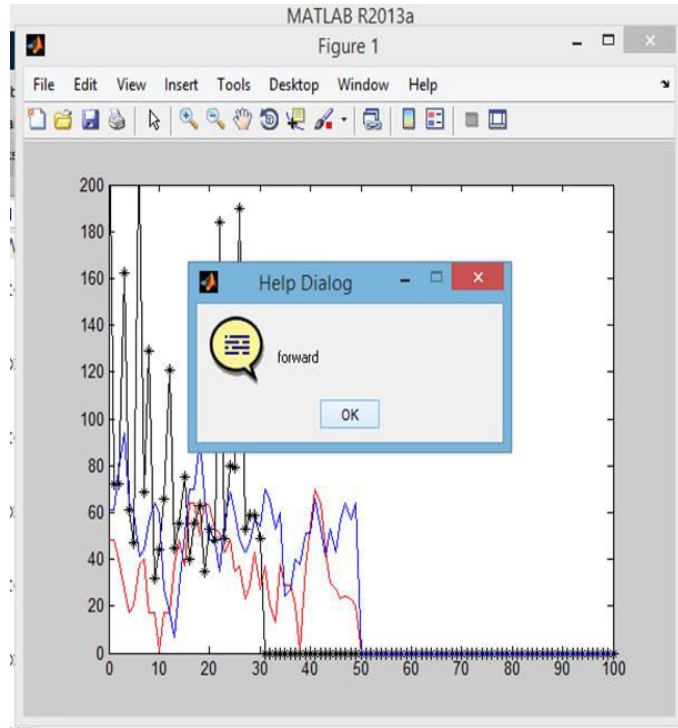 MATLAB R2013a
Figure 1
File Edit View Insert Tools Desktop Window Help
200
180
160
140
120
100
80
60
40
20
0
0 10 20 30 40 50 60 70 80 90 100
Help Dialog
forward
OK